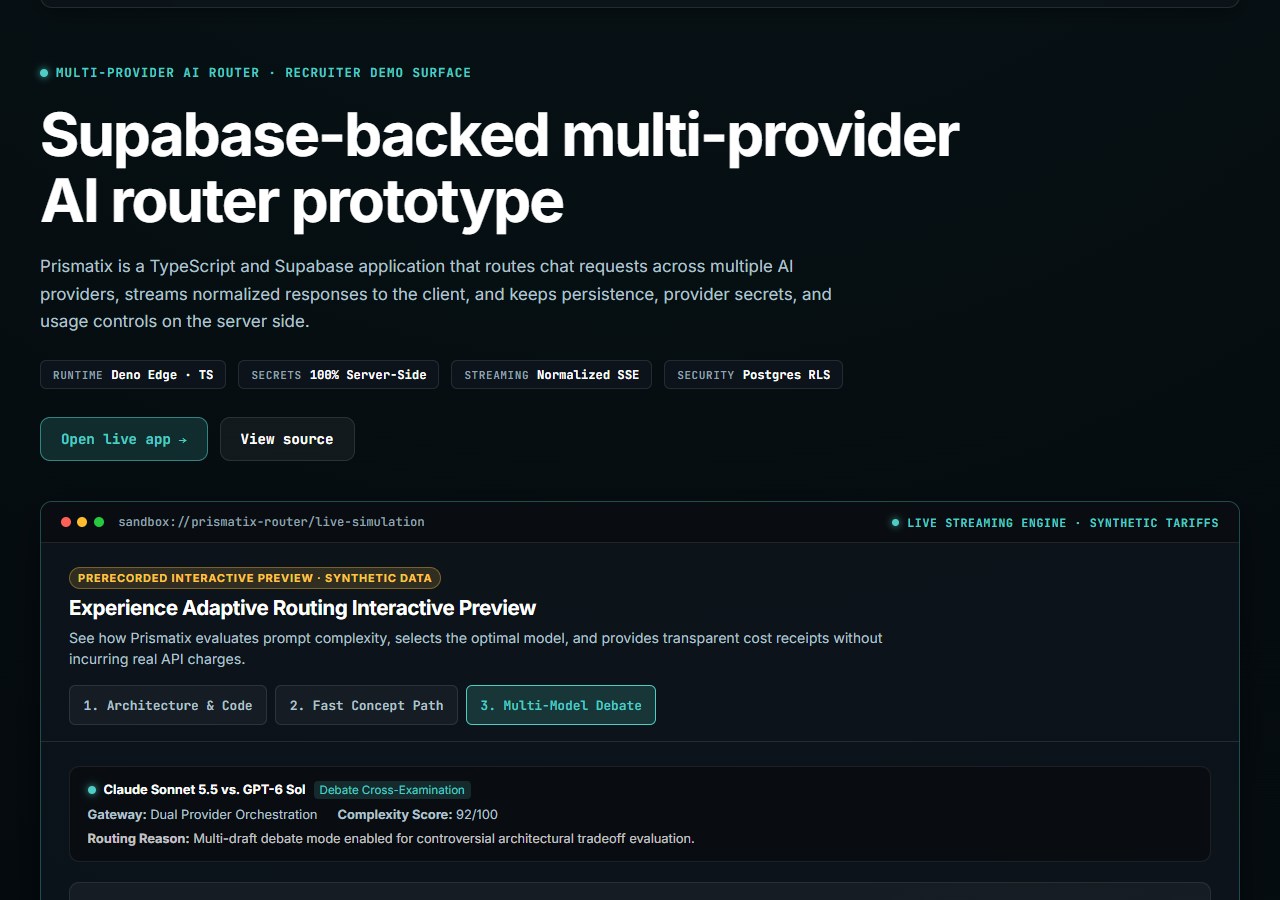 MULTI-PROVIDER AI ROUTER · RECRUITER DEMO SURFACE
Supabase-backed multi-provider
AI router prototype
Prismatix is a TypeScript and Supabase application that routes chat requests across multiple AI
providers, streams normalized responses to the client, and keeps persistence, provider secrets, and
usage controls on the server side.
RUNTIME Deno Edge · TS SECRETS 100% Server-Side STREAMING Normalized SSE SECURITY Postgres RLS
Open live app → View source
sandbox://prismatix-router/live-simulation LIVE STREAMING ENGINE · SYNTHETIC TARIFFS
PRERECORDED INTERACTIVE PREVIEW · SYNTHETIC DATA
Experience Adaptive Routing Interactive Preview
See how Prismatix evaluates prompt complexity, selects the optimal model, and provides transparent cost receipts without
incurring real API charges.
1. Architecture & Code 2. Fast Concept Path 3. Multi-Model Debate
Claude Sonnet 5.5 vs. GPT-6 Sol Debate Cross-Examination
Gateway: Dual Provider Orchestration Complexity Score: 92/100
Routing Reason: Multi-draft debate mode enabled for controversial architectural tradeoff evaluation.